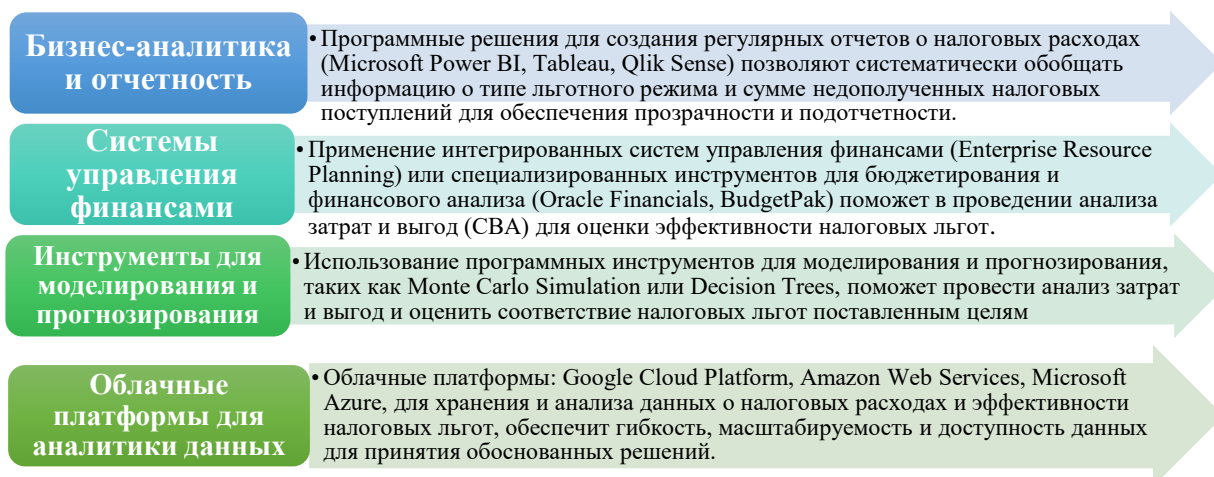 Бизнес-аналитика
и отчетность
• Программные решения для создания регулярных отчетов о налоговых расходах
(Microsoft Power BI, Tableau, Qlik Sense) позволяют систематически обобщать
информацию о типе льготного режима и сумме недополученных налоговых
поступлений для обеспечения прозрачности и подотчетности.
Системы
управления
финансами
• Применение интегрированных систем управления финансами (Enterprise Resource
Planning) или специализированных инструментов для бюджетирования и
финансового анализа (Oracle Financials, BudgetPak) поможет в проведении анализа
затрат и выгод (CBA) для оценки эффективности налоговых льгот.
Инструменты для
моделирования и
прогнозирования
• Использование программных инструментов для моделирования и прогнозирования,
таких как Monte Carlo Simulation или Decision Trees, поможет провести анализ затрат
и выгод и оценить соответствие налоговых льгот поставленным целям
Облачные
платформы для
аналитики данных
• Облачные платформы: Google Cloud Platform, Amazon Web Services, Microsoft
Azure, для хранения и анализа данных о налоговых расходах и эффективности
налоговых льгот, обеспечит гибкость, масштабируемость и доступность данных
для принятия обоснованных решений.